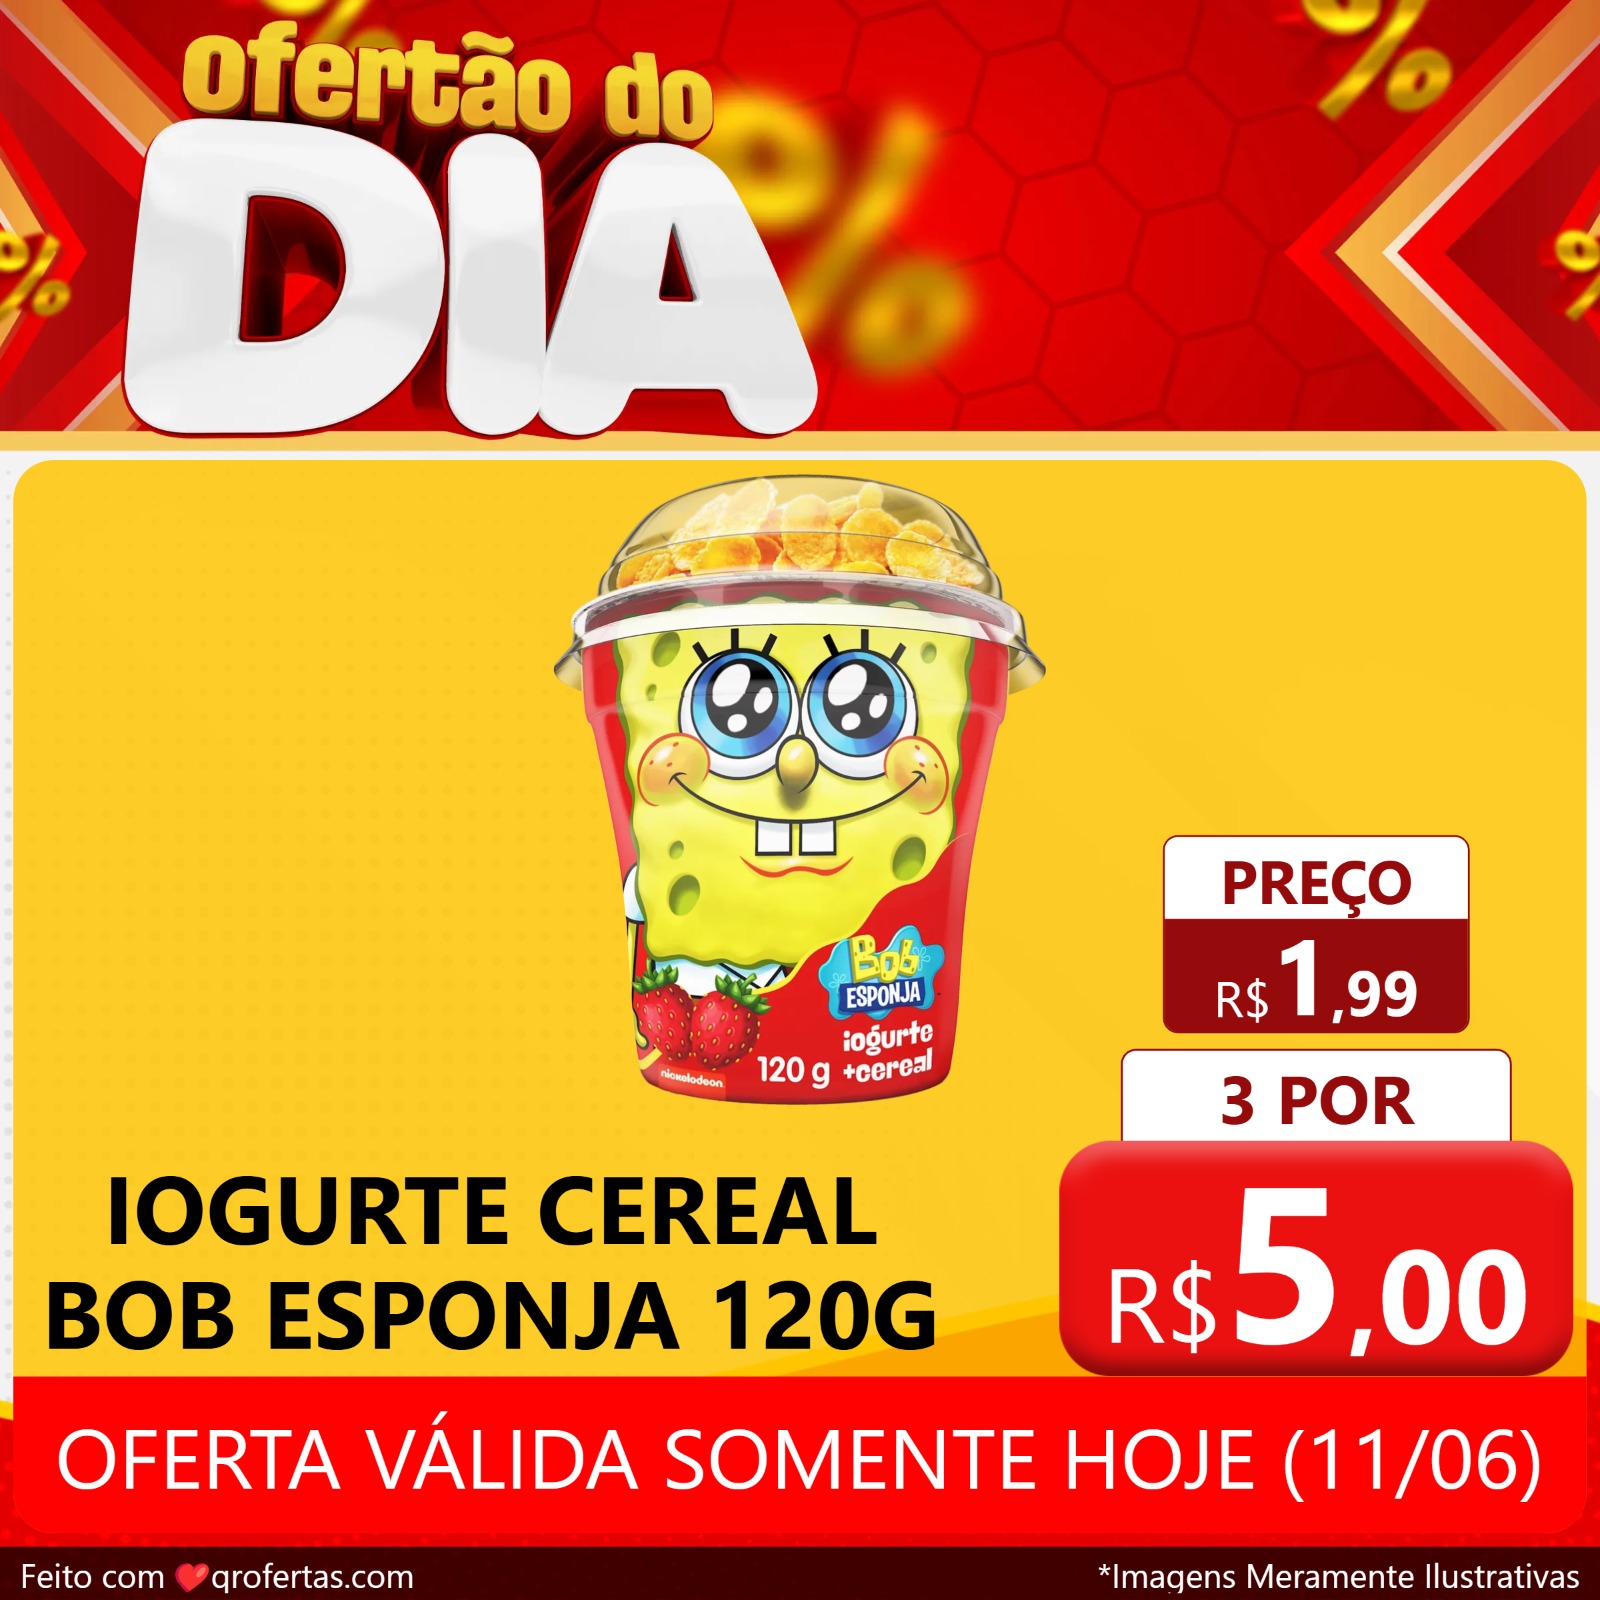 ofertão do
DIA
Bob
ESPONJA
iogurte
+cereal
120 g
nickelodeon
PREÇO
R$ 1,99
3 POR
R$ 5,00
IOGURTE CEREAL
BOB ESPONJA 120G
OFERTA VÁLIDA SOMENTE HOJE (11/06)
Feito com ❤️qrofertas.com
*Imagens Meramente Ilustrativas